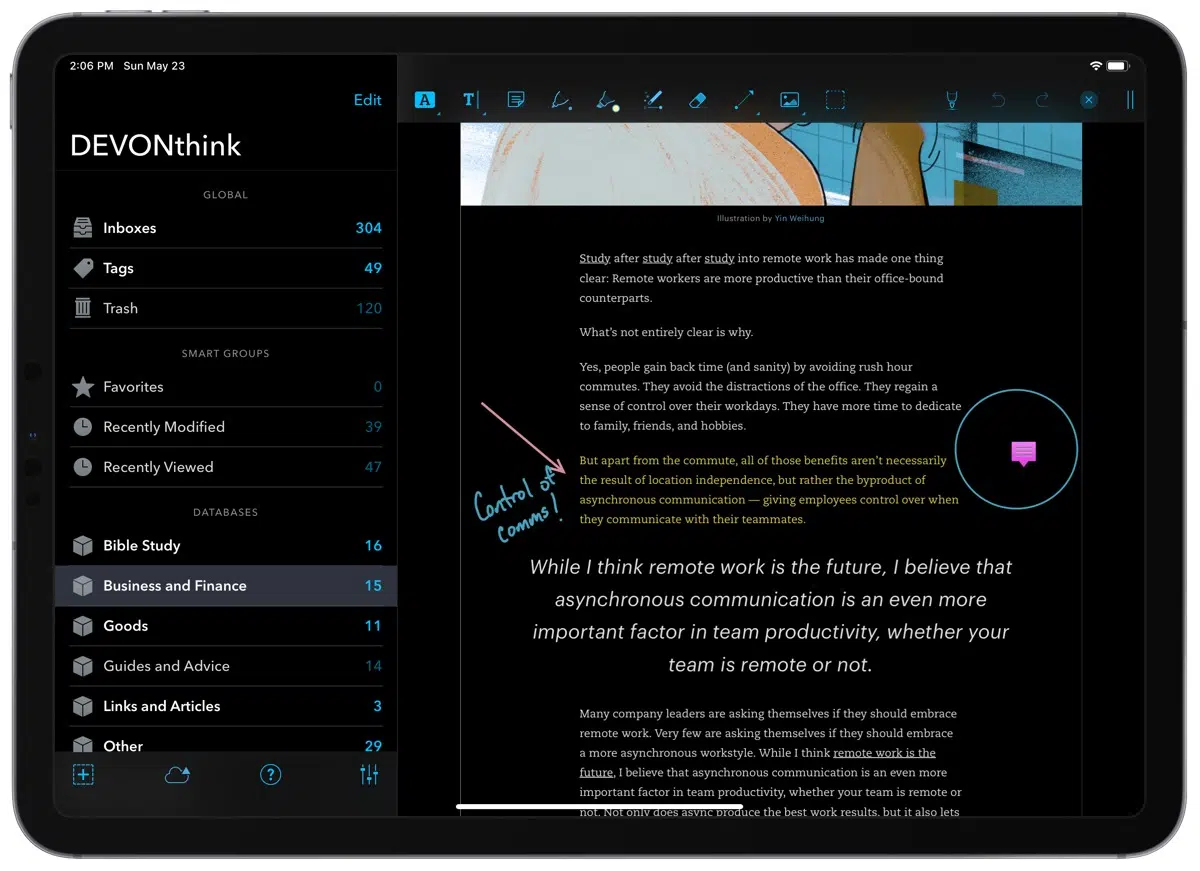 2:06 PM Sun May 23
Edit
DEVONthink
GLOBAL
Inboxes 304
Tags 49
Trash 120
SMART GROUPS
Favorites 0
Recently Modified 39
Recently Viewed 47
DATABASES
Bible Study 16
Business and Finance 15
Goods 11
Guides and Advice 14
Links and Articles 3
Other 29
A T
Illustration by Yin Weihung
Study after study after study into remote work has made one thing
clear: Remote workers are more productive than their office-bound
counterparts.
What's not entirely clear is why.
Yes, people gain back time (and sanity) by avoiding rush hour
commutes. They avoid the distractions of the office. They regain a
sense of control over their workdays. They have more time to dedicate
to family, friends, and hobbies.
But apart from the commute, all of those benefits aren't necessarily
the result of location independence, but rather the byproduct of
asynchronous communication — giving employees control over when
they communicate with their teammates.
Control of
comms!
While I think remote work is the future, I believe that
asynchronous communication is an even more
important factor in team productivity, whether your
team is remote or not.
Many company leaders are asking themselves if they should embrace
remote work. Very few are asking themselves if they should embrace
a more asynchronous workstyle. While I think remote work is the
future, I believe that asynchronous communication is an even more
important factor in team productivity, whether your team is remote or
not. Not only does async produce the best work results, but it also lets